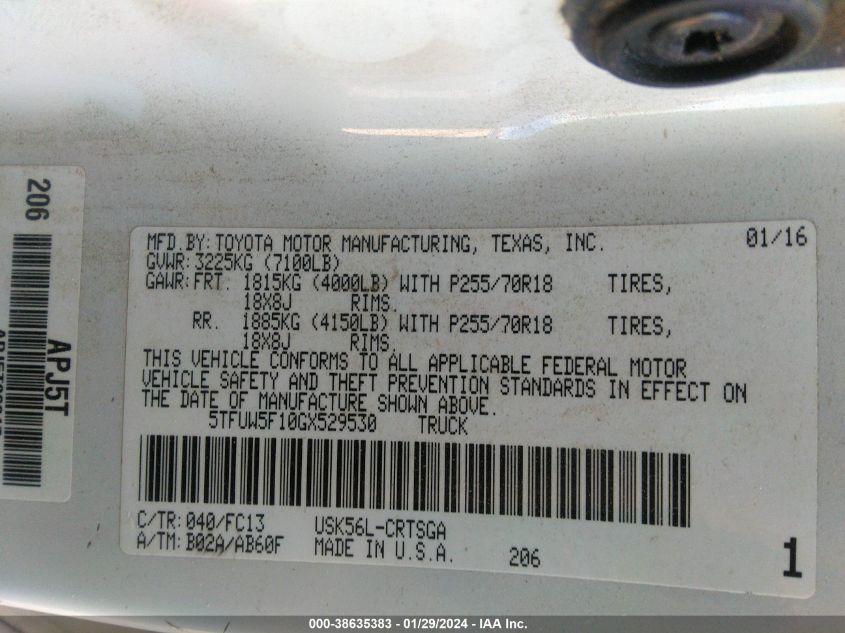 206
APJ5T
MFD.BY:TOYOTA MOTOR MANUFACTURING, TEXAS, INC. 01/16
GVWR:3225KG (7100LB)
GAWR:FRT. 1815KG (4000LB) WITH P255/70R18 TIRES,
18X8J RIMS.
RR. 1885KG (4150LB) WITH P255/70R18 TIRES,
18X8J RIMS.
THIS VEHICLE CONFORMS TO ALL APPLICABLE FEDERAL MOTOR
VEHICLE SAFETY AND THEFT PREVENTION STANDARDS IN EFFECT ON
THE DATE OF MANUFACTURE SHOWN ABOVE.
5TFUW5F10GX529530 TRUCK
C/TR:040/FC13 USK56L-CRTSGA
A/TM:B02A/AB60F MADE IN U.S.A. 206 1
000-38635383 - 01/29/2024 - IAA Inc.